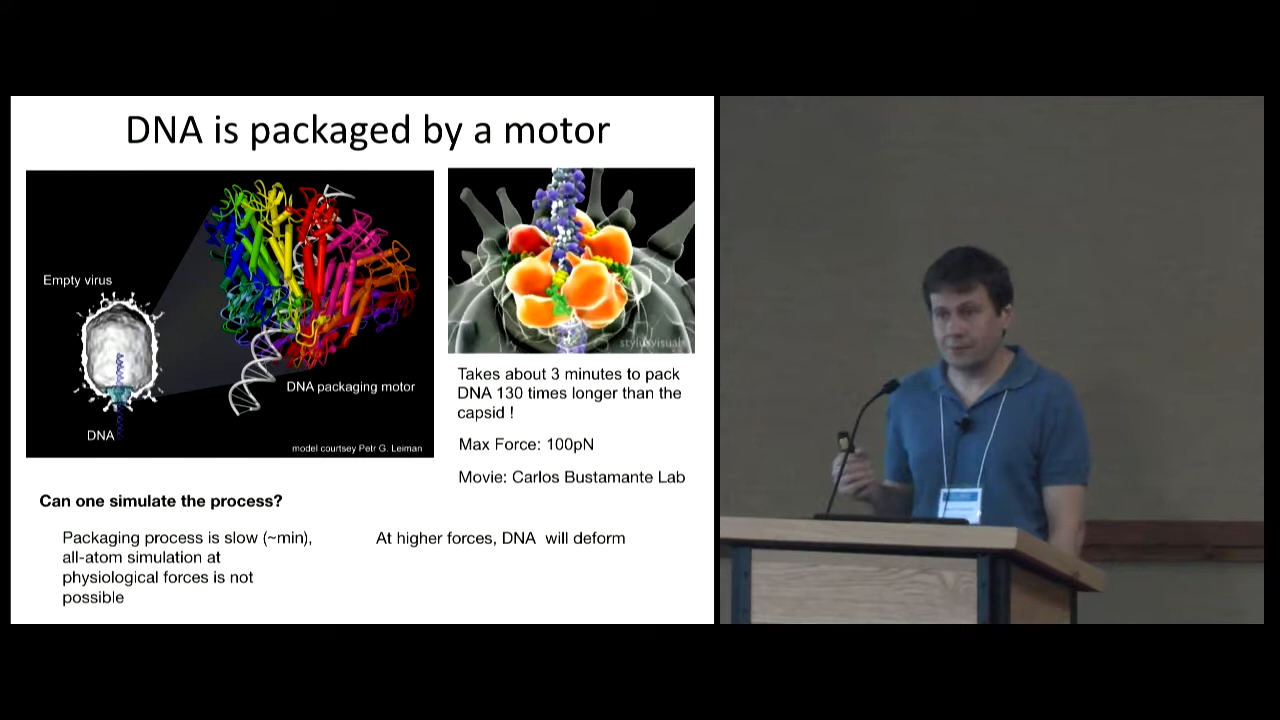 DNA is packaged by a motor
Empty virus
DNA packaging motor
DNA
model courtsey Petr G. Leiman
stylusvisuals
Takes about 3 minutes to pack
DNA 130 times longer than the
capsid !
Max Force: 100pN
Movie: Carlos Bustamante Lab
Can one simulate the process?
Packaging process is slow (~min),
all-atom simulation at
physiological forces is not
possible
At higher forces, DNA will deform